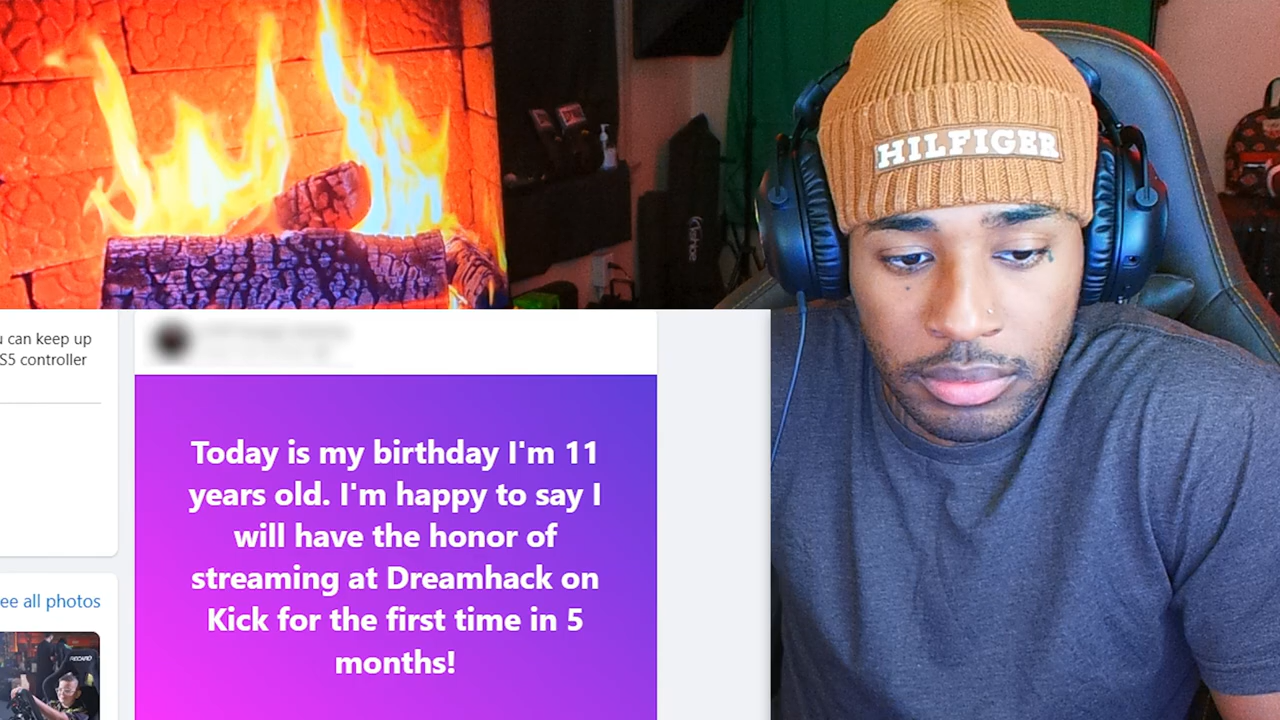 HILFIGER
u can keep up
S5 controller
Today is my birthday I'm 11
years old. I'm happy to say I
will have the honor of
streaming at Dreamhack on
Kick for the first time in 5
months!
ee all photos
RECARO